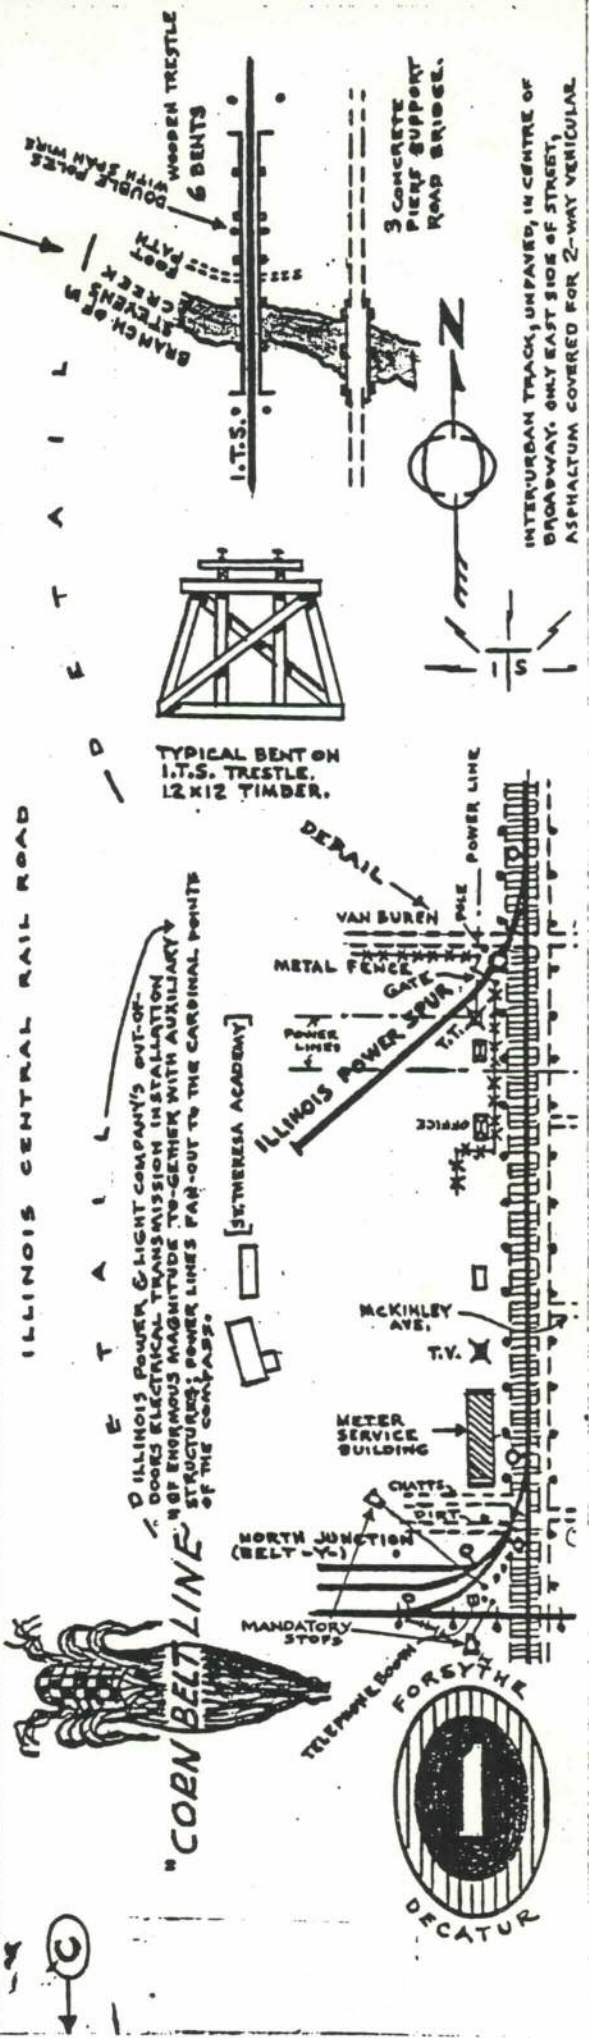 ILLINOIS CENTRAL RAIL ROAD
DETAIL
DETAIL
BRANCH OF
STEVENS
CREEK
FOOT
PATH
DOUBLE POLES
WITH SPAN WIRE
WOODEN TRESTLE
6 BENTS
I.T.S.
3 CONCRETE
PIERS SUPPORT
ROAD BRIDGE.
N
TYPICAL BENT ON
I.T.S. TRESTLE.
12X12 TIMBER.
INTER-URBAN TRACK, UNPAVED, IN CENTRE OF
BROADWAY. ONLY EAST SIDE OF STREET,
ASPHALTUM COVERED FOR 2-WAY VEHICULAR
I S
ILLINOIS POWER & LIGHT COMPANY'S OUT-OF-
DOORS ELECTRICAL TRANSMISSION INSTALLATION
OF ENORMOUS MAGNITUDE TO-GETHER WITH AUXILIARY
STRUCTURES; POWER LINES FAN-OUT TO THE CARDINAL POINTS
OF THE COMPASS.
[ST. THERESA ACADEMY]
DERAIL
VAN BUREN
POLE
POWER LINE
METAL FENCE
GATE
POWER
LINES
ILLINOIS POWER SPUR
T.T.
OFFICE
MCKINLEY
AVE.
T.V.
METER
SERVICE
BUILDING
CHATTS
DIRT
NORTH JUNCTION
(BELT -Y-)
MANDATORY
STOPS
TELEPHONE BOOTH
"CORN BELT LINE"
FORSYTHE
1
DECATUR
C